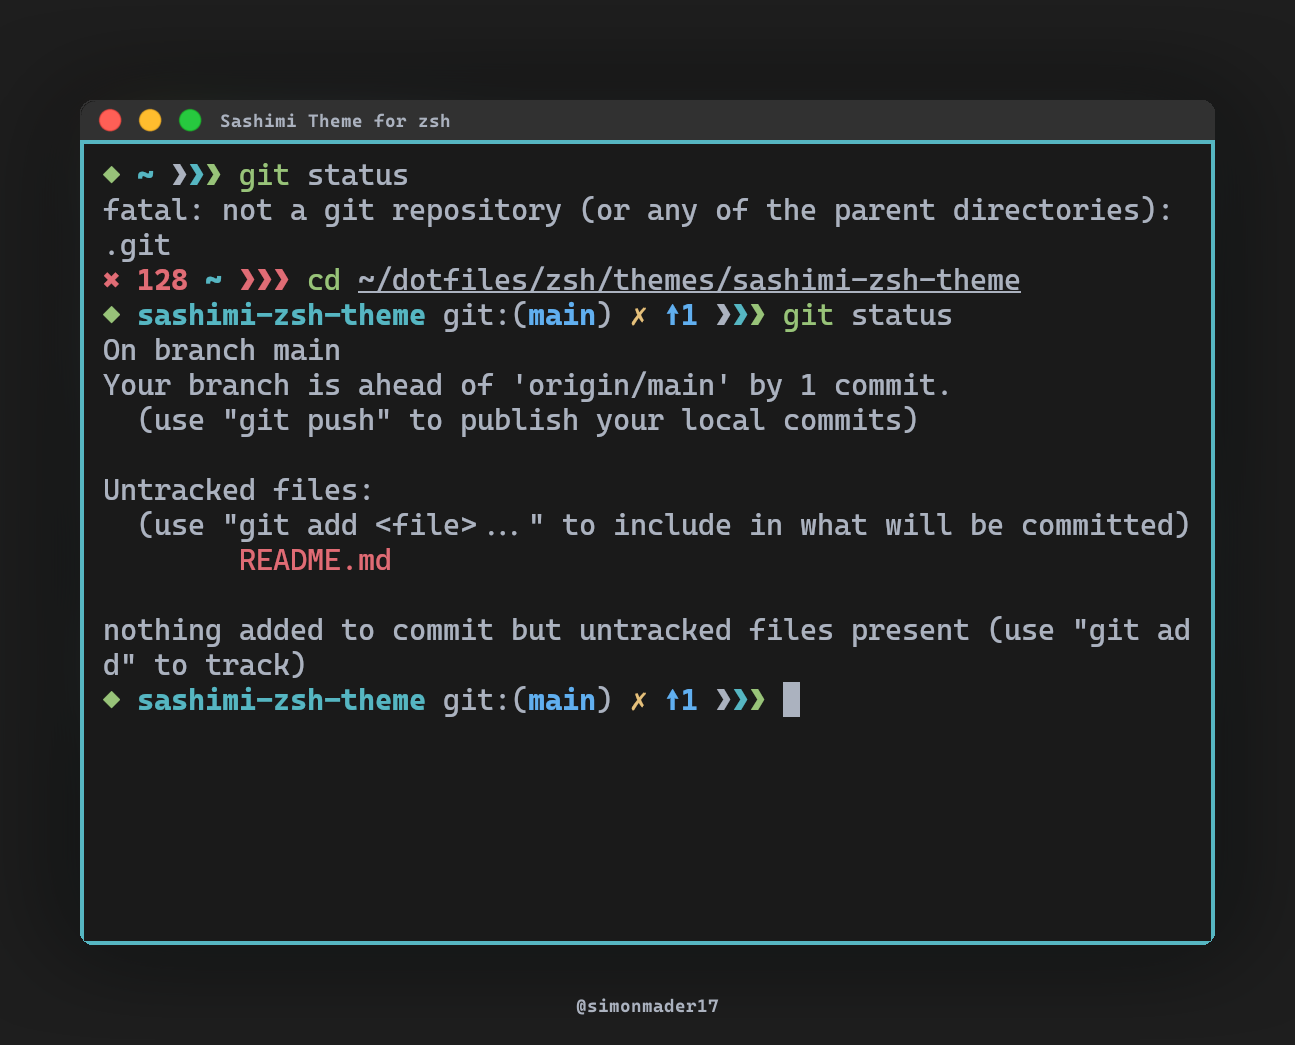 Sashimi Theme for zsh
◆ ~ ❯❯❯ git status
fatal: not a git repository (or any of the parent directories):
.git
✖ 128 ~ ❯❯❯ cd ~/dotfiles/zsh/themes/sashimi-zsh-theme
◆ sashimi-zsh-theme git:(main) ✗ ↑1 ❯❯❯ git status
On branch main
Your branch is ahead of 'origin/main' by 1 commit.
  (use "git push" to publish your local commits)

Untracked files:
  (use "git add <file>..." to include in what will be committed)
        README.md

nothing added to commit but untracked files present (use "git ad
d" to track)
◆ sashimi-zsh-theme git:(main) ✗ ↑1 ❯❯❯
@simonmader17